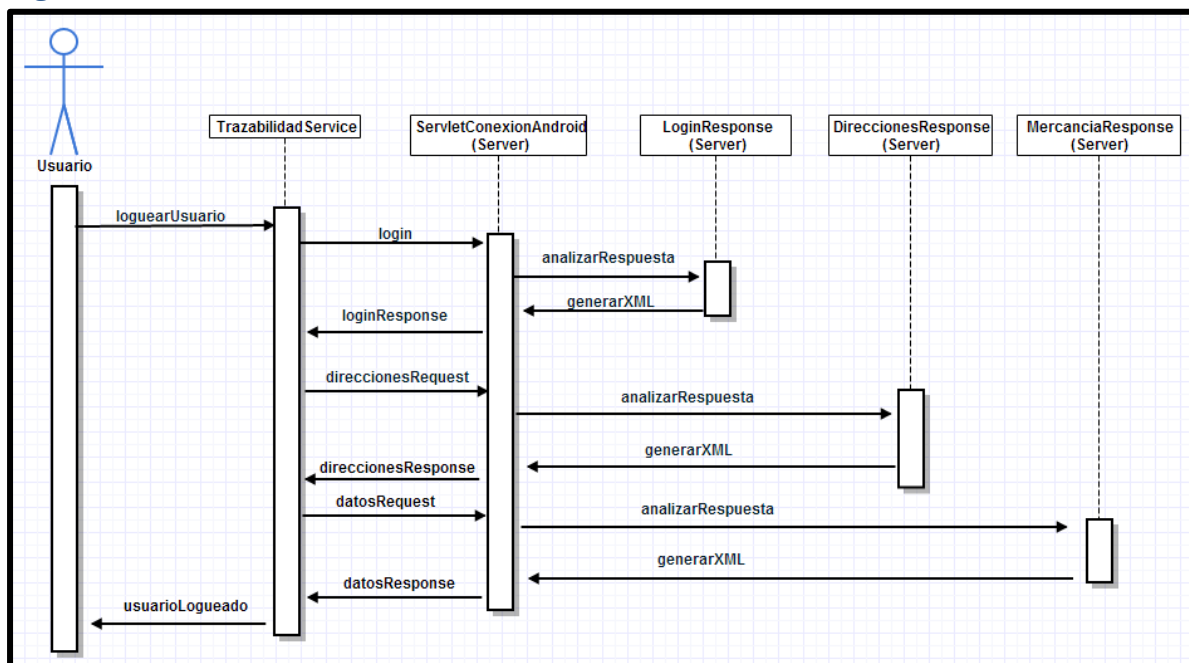 TrazabilidadService
ServletConexionAndroid
(Server)
LoginResponse
(Server)
DireccionesResponse
(Server)
MercanciaResponse
(Server)
Usuario
loguearUsuario
login
analizarRespuesta
generarXML
loginResponse
direccionesRequest
analizarRespuesta
generarXML
direccionesResponse
datosRequest
analizarRespuesta
generarXML
datosResponse
usuarioLogueado